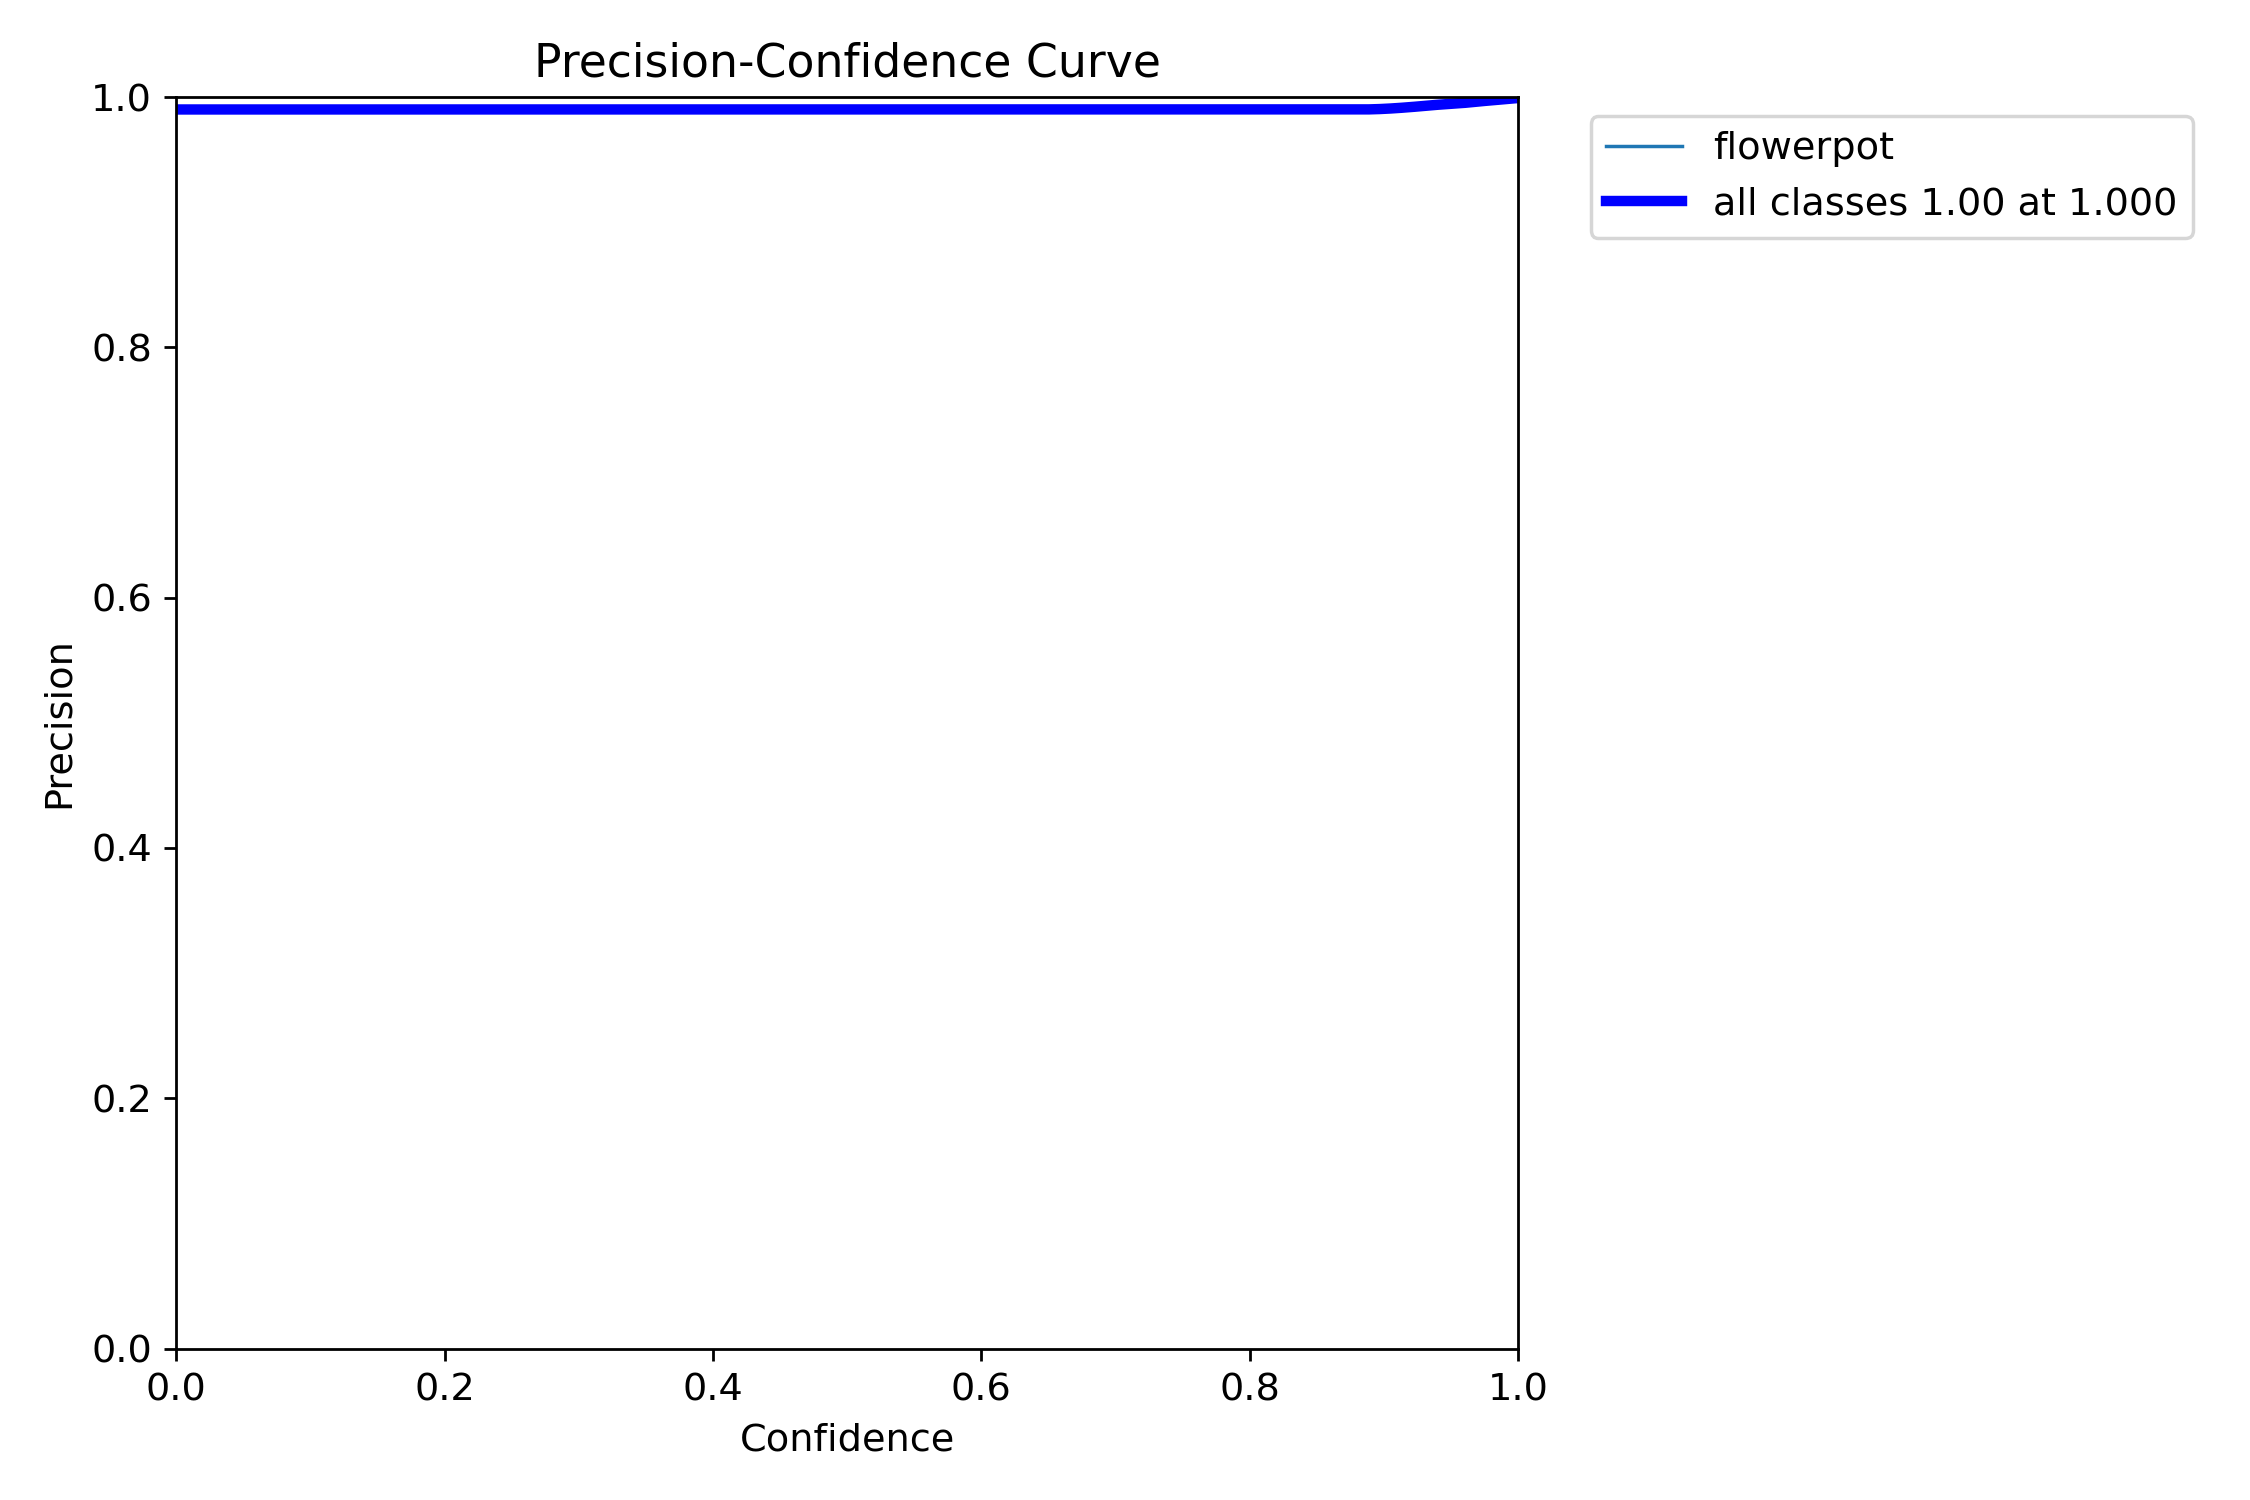 Precision-Confidence Curve
1.0
0.8
0.6
0.4
0.2
0.0
Precision
0.0 0.2 0.4 0.6 0.8 1.0
Confidence
flowerpot
all classes 1.00 at 1.000